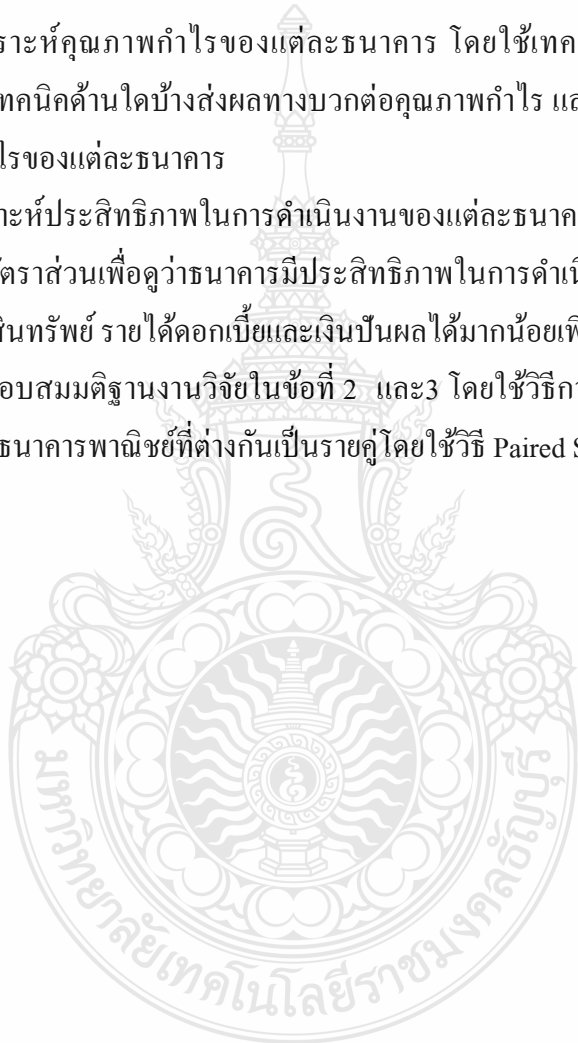 ราะห์คุณภาพกำไรของแต่ละธนาคาร โดยใช้เทค
ทคนิคด้านใดบ้างส่งผลทางบวกต่อคุณภาพกำไร แล
ไรของแต่ละธนาคาร
าะห์ประสิทธิภาพในการดำเนินงานของแต่ละธนาค
ัตราส่วนเพื่อดูว่าธนาคารมีประสิทธิภาพในการดำเนิ
สินทรัพย์ รายได้ดอกเบี้ยและเงินปันผลได้มากน้อยเพี
อบสมมติฐานงานวิจัยในข้อที่ 2 และ3 โดยใช้วิธีกา
ธนาคารพาณิชย์ที่ต่างกันเป็นรายคู่โดยใช้วิธี Paired S
มหาวิทยาลัยเทคโนโลยีราชมงคลธัญบุรี